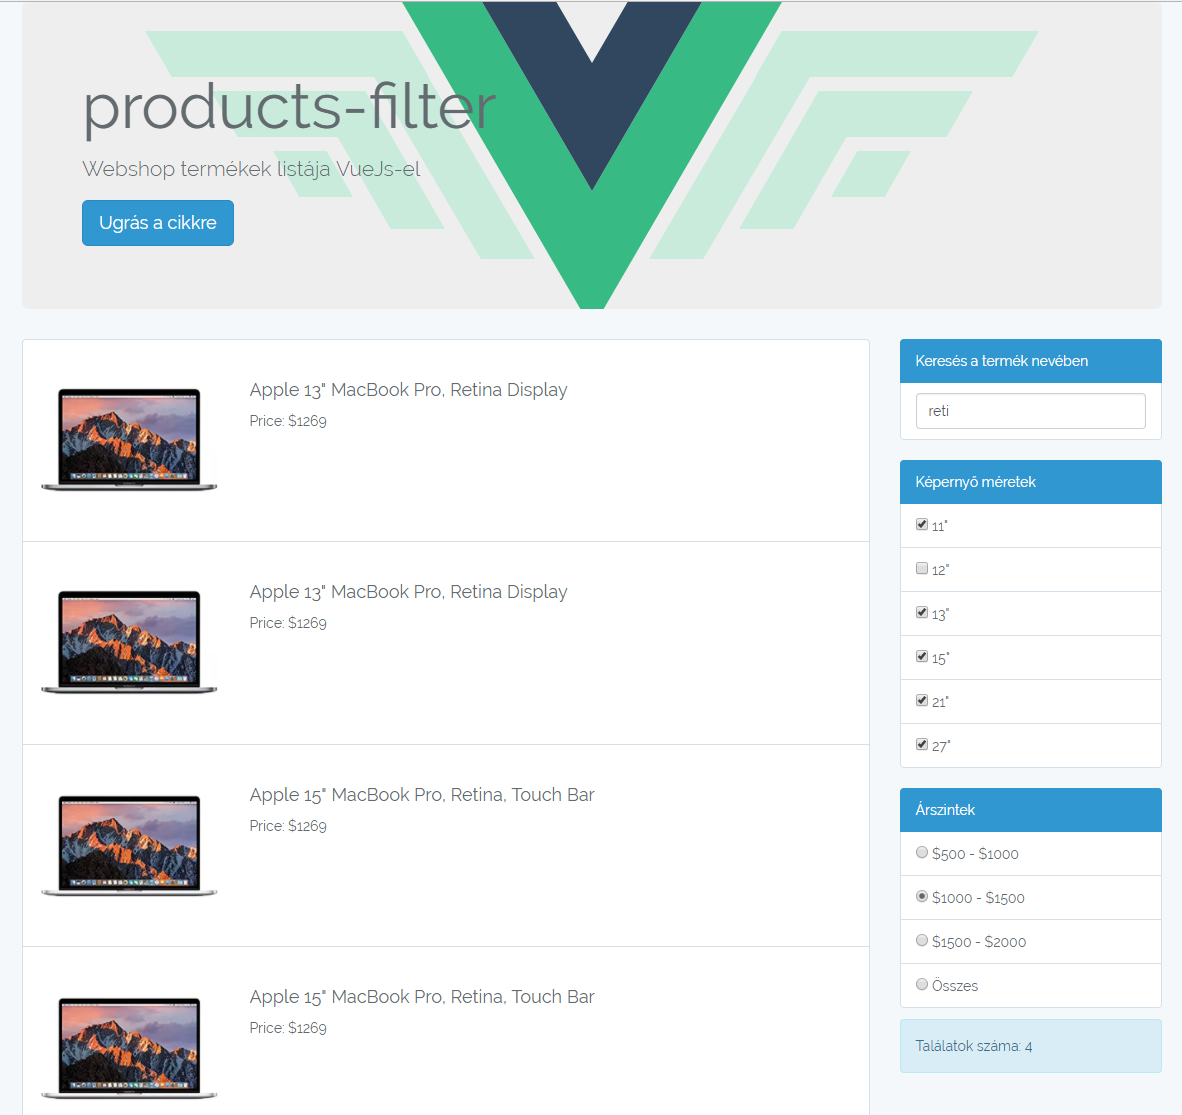 products-filter
Webshop termékek listája VueJs-el
Ugrás a cikkre
Apple 13" MacBook Pro, Retina Display
Price: $1269
Apple 13" MacBook Pro, Retina Display
Price: $1269
Apple 15" MacBook Pro, Retina, Touch Bar
Price: $1269
Apple 15" MacBook Pro, Retina, Touch Bar
Price: $1269
Keresés a termék nevében
reti
Képernyő méretek
11"
12"
13"
15"
21"
27"
Árszintek
$500 - $1000
$1000 - $1500
$1500 - $2000
Összes
Találatok száma: 4